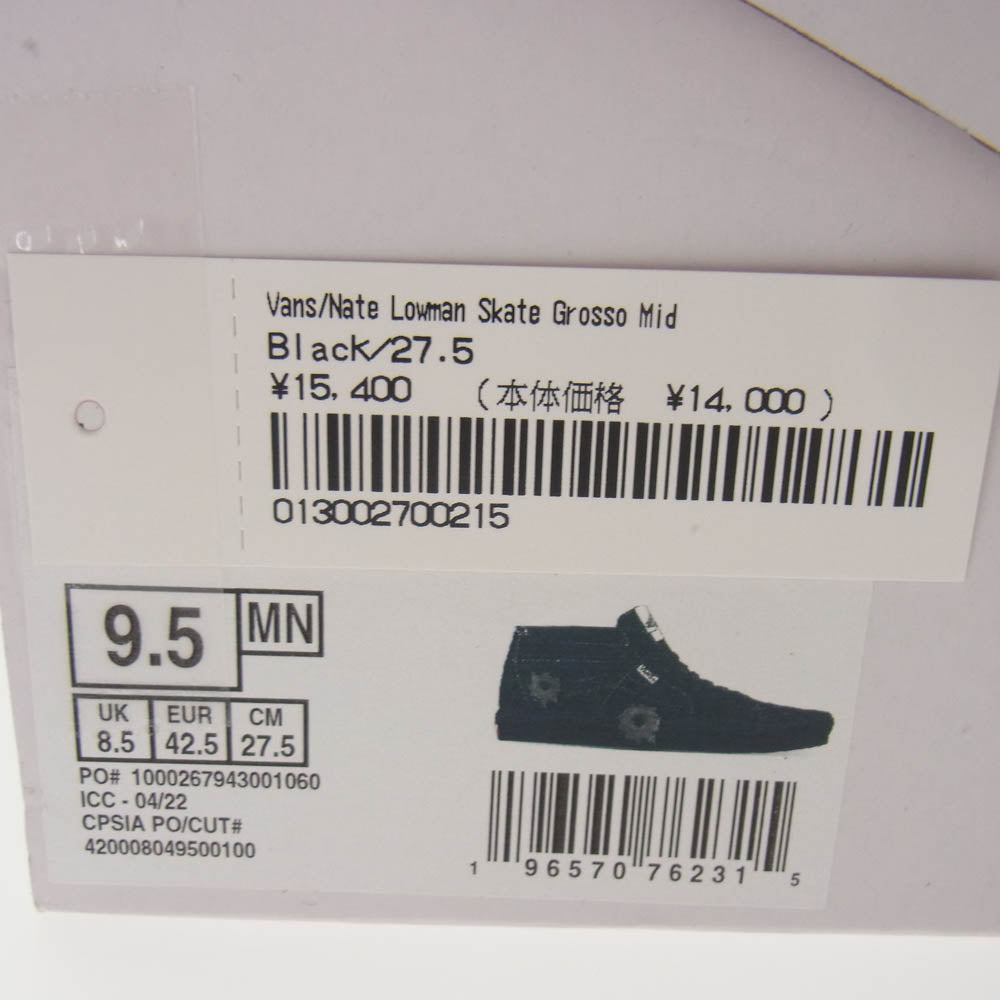 Vans/Nate Lowman Skate Grosso Mid
Black/27.5
¥15,400 (本体価格 ¥14,000)
013002700215
9.5 MN
UK EUR CM
8.5 42.5 27.5
PO# 1000267943001060
ICC - 04/22
CPSIA PO/CUT#
420008049500100
1 96570 76231 5